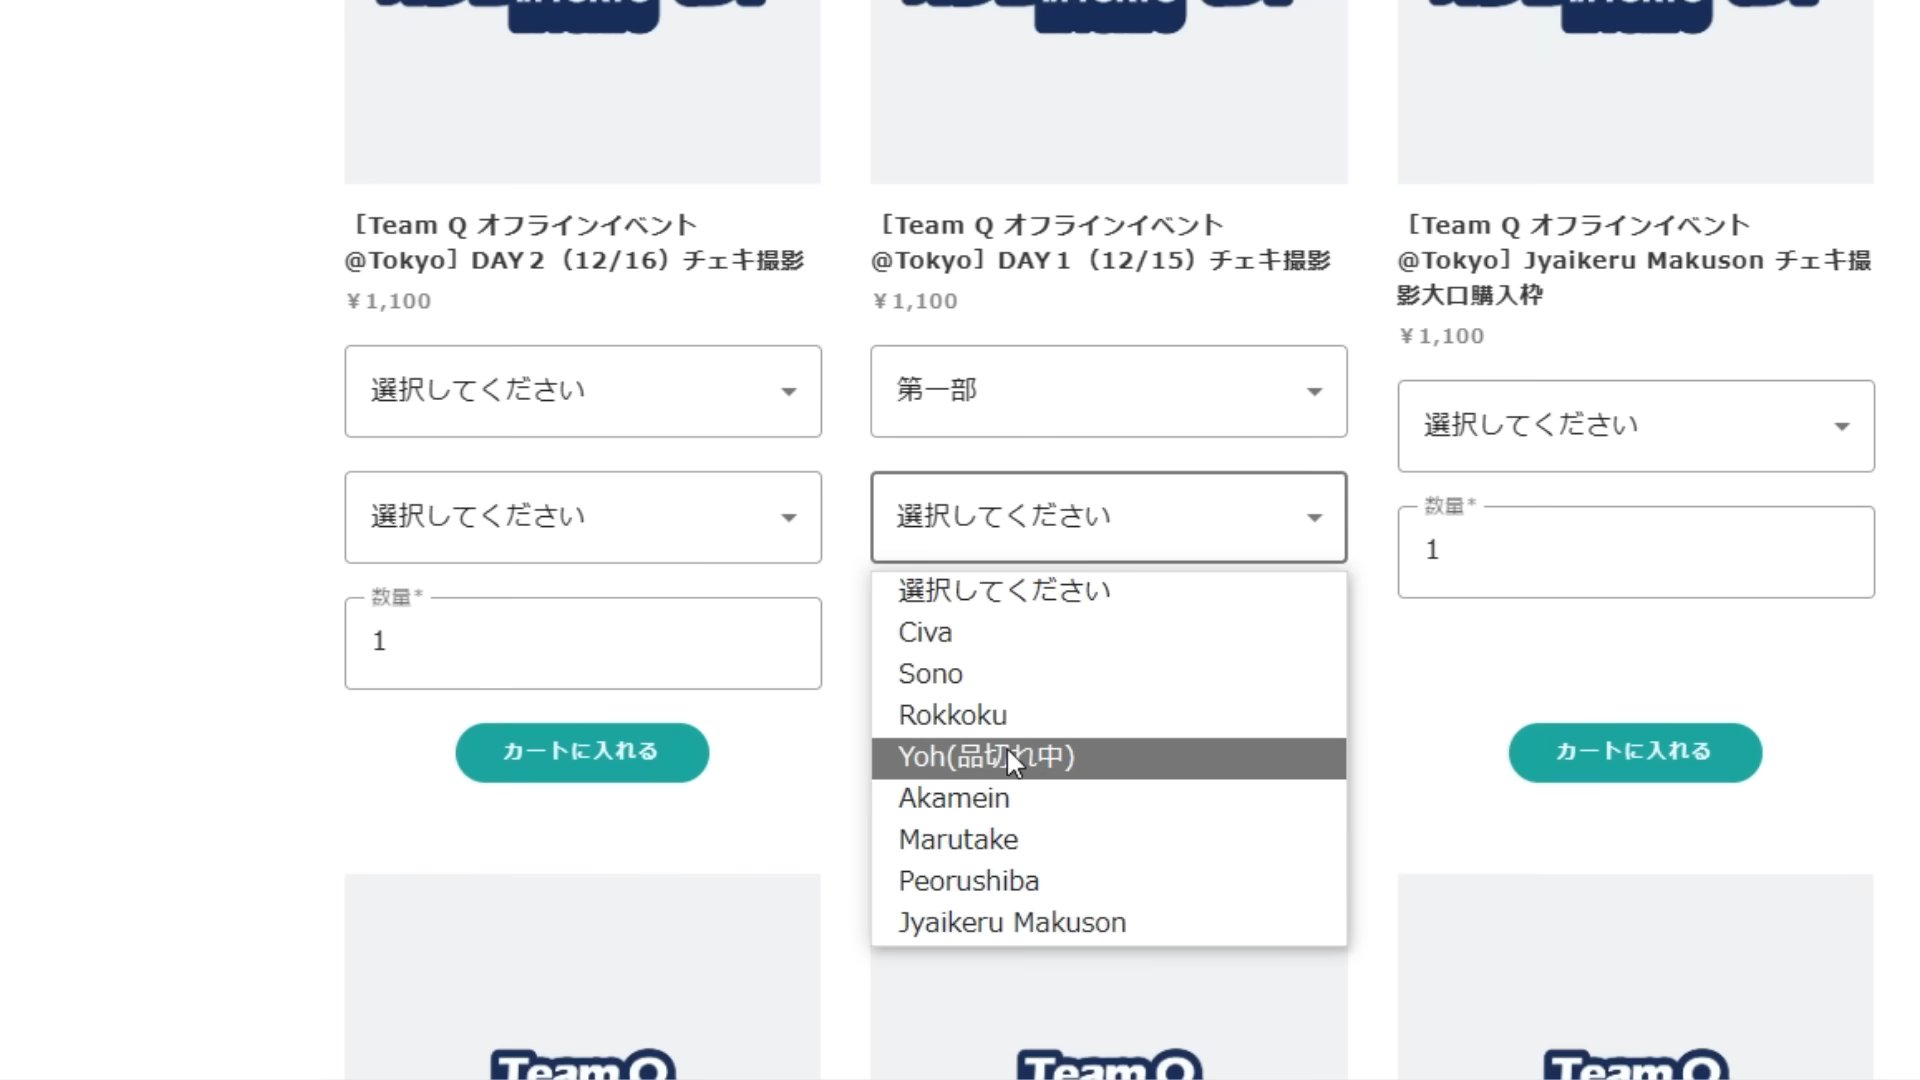 ［Team Q オフラインイベント
@Tokyo］DAY２（12/16）チェキ撮影
￥1,100
選択してください
選択してください
数量*
1
カートに入れる
［Team Q オフラインイベント
@Tokyo］DAY１（12/15）チェキ撮影
￥1,100
第一部
選択してください
選択してください
Civa
Sono
Rokkoku
Yoh(品切れ中)
Akamein
Marutake
Peorushiba
Jyaikeru Makuson
［Team Q オフラインイベント
@Tokyo］Jyaikeru Makuson チェキ撮
影大口購入枠
￥1,100
選択してください
数量*
1
カートに入れる
Team Q
Team Q
Team Q